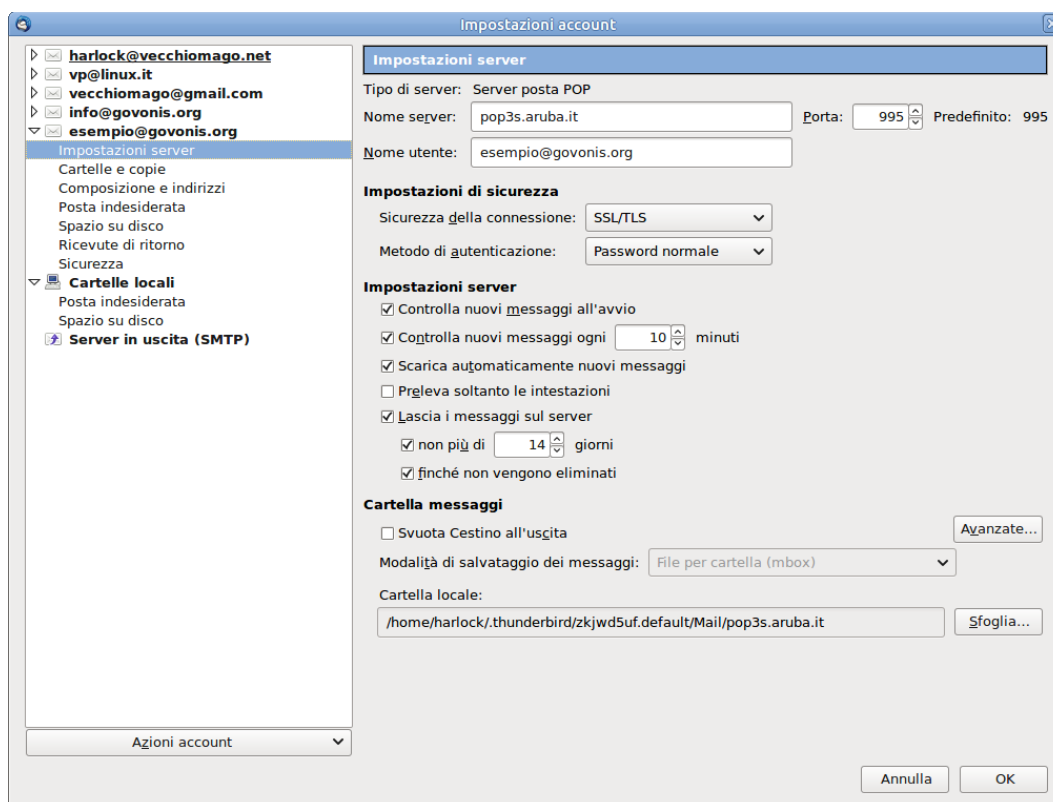 Impostazioni account
harlock@vecchiomago.net
vp@linux.it
vecchiomago@gmail.com
info@govonis.org
esempio@govonis.org
Impostazioni server
Cartelle e copie
Composizione e indirizzi
Posta indesiderata
Spazio su disco
Ricevute di ritorno
Sicurezza
Cartelle locali
Posta indesiderata
Spazio su disco
Server in uscita (SMTP)
Azioni account
Impostazioni server
Tipo di server: Server posta POP
Nome server: pop3s.aruba.it Porta: 995 Predefinito: 995
Nome utente: esempio@govonis.org
Impostazioni di sicurezza
Sicurezza della connessione: SSL/TLS
Metodo di autenticazione: Password normale
Impostazioni server
Controlla nuovi messaggi all'avvio
Controlla nuovi messaggi ogni 10 minuti
Scarica automaticamente nuovi messaggi
Preleva soltanto le intestazioni
Lascia i messaggi sul server
non più di 14 giorni
finché non vengono eliminati
Cartella messaggi
Svuota Cestino all'uscita Avanzate...
Modalità di salvataggio dei messaggi: File per cartella (mbox)
Cartella locale:
/home/harlock/.thunderbird/zkjwd5uf.default/Mail/pop3s.aruba.it Sfoglia...
Annulla OK